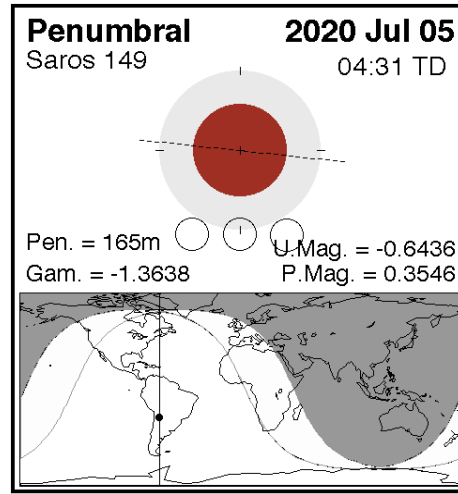 Penumbral 2020 Jul 05
Saros 149 04:31 TD
Pen. = 165m U.Mag. = -0.6436
Gam. = -1.3638 P.Mag. = 0.3546